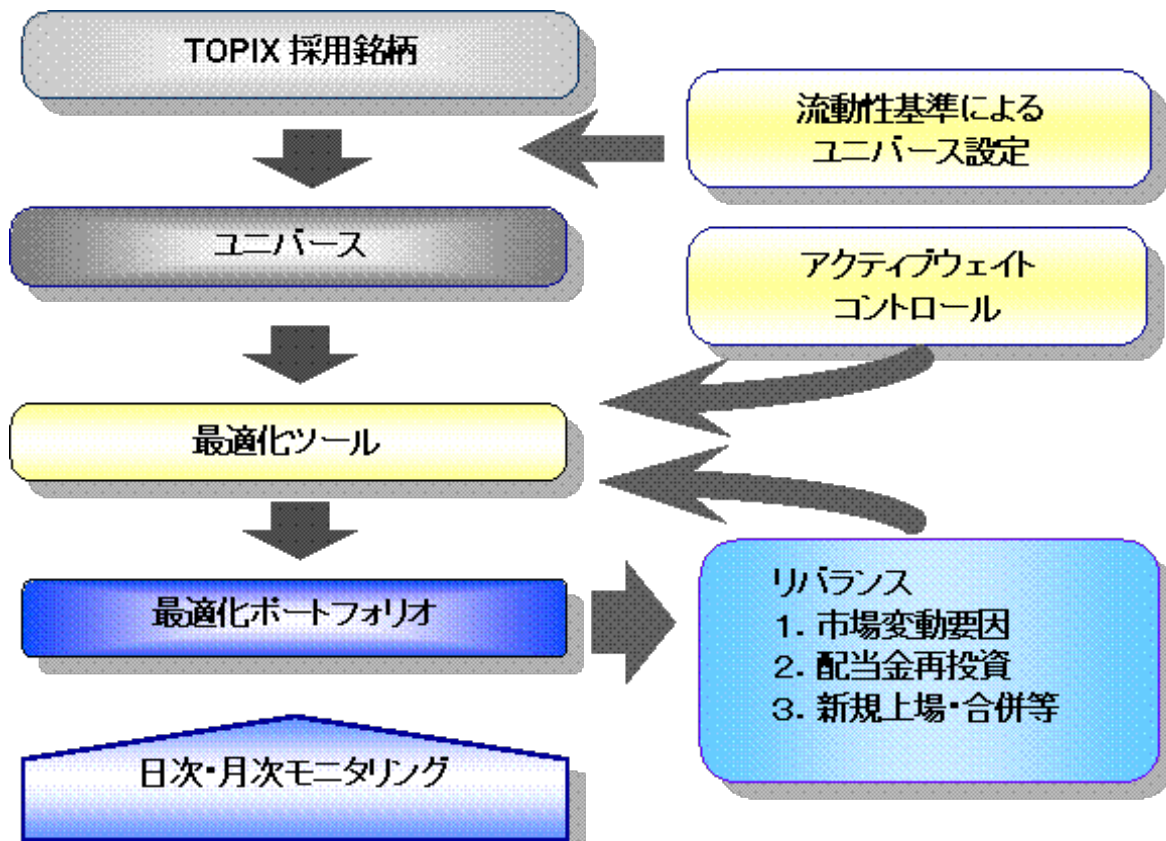 TOPIX 採用銘柄
流動性基準による
ユニバース設定
ユニバース
アクティブウェイト
コントロール
最適化ツール
最適化ポートフォリオ
リバランス
1. 市場変動要因
2. 配当金再投資
3. 新規上場・合併等
日次・月次モニタリング